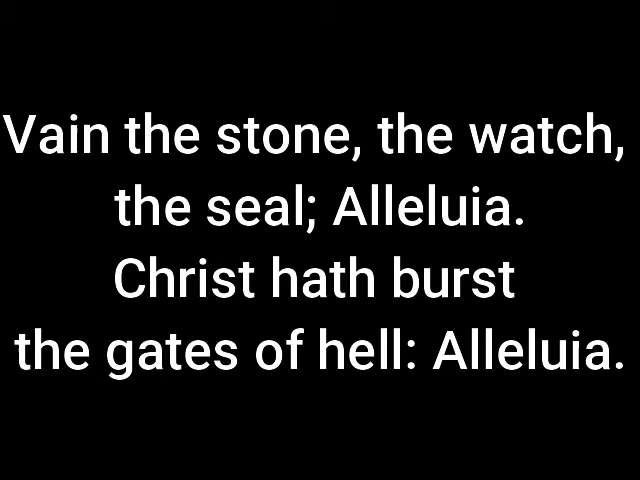 Vain the stone, the watch,
the seal; Alleluia.
Christ hath burst
the gates of hell: Alleluia.